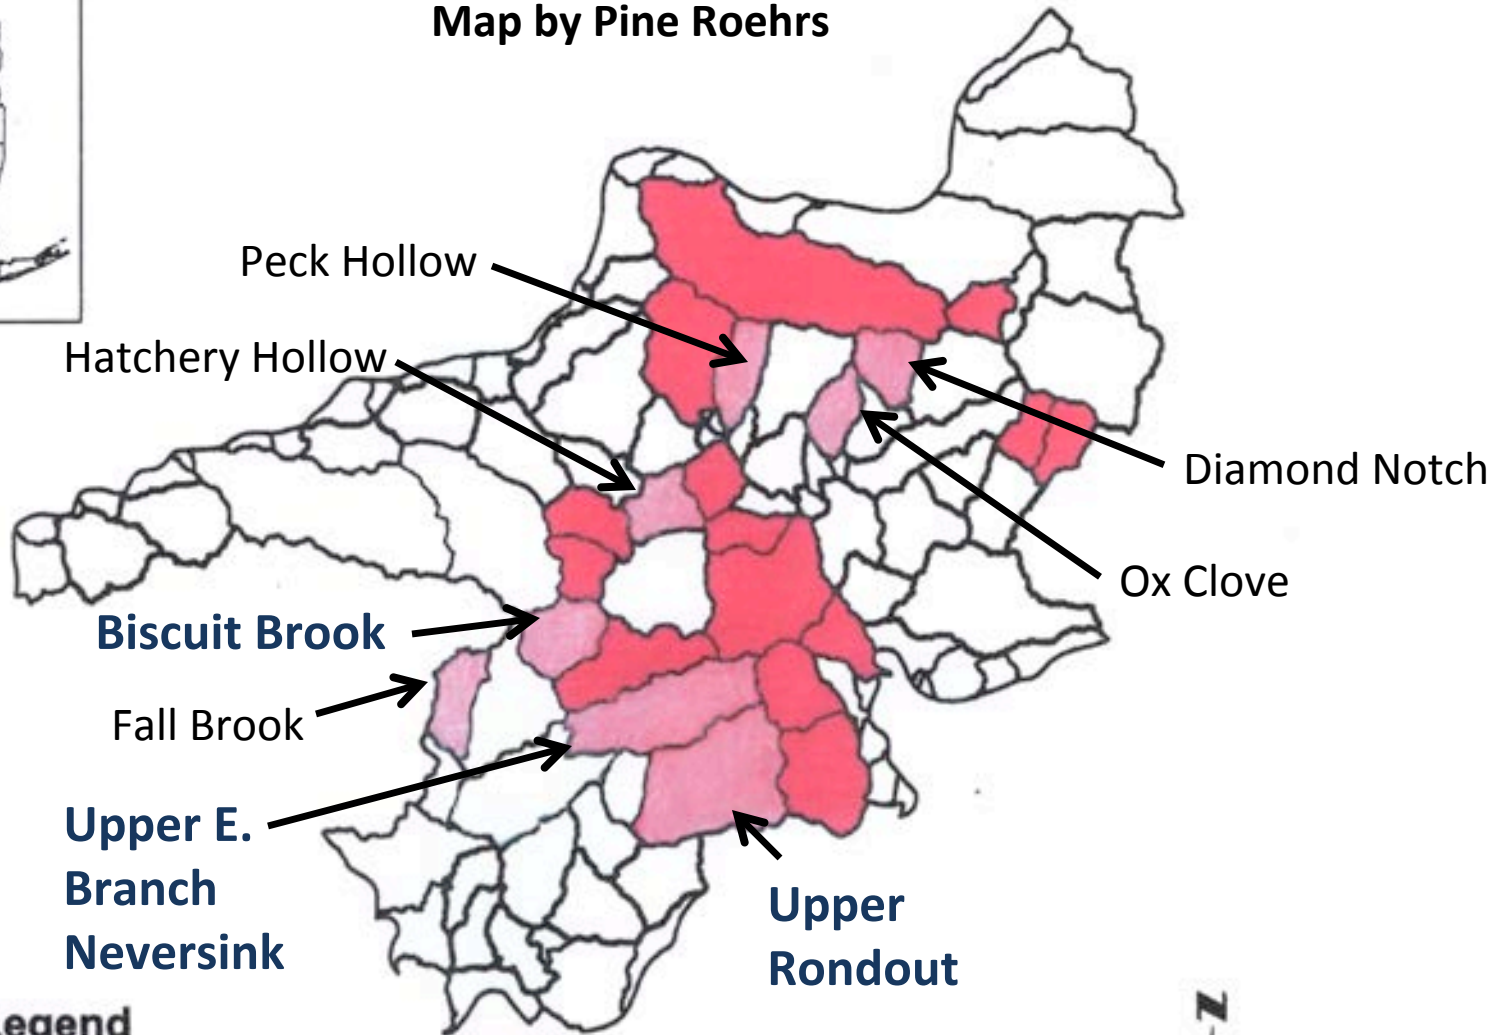 Map by Pine Roehrs
Peck Hollow
Hatchery Hollow
Diamond Notch
Ox Clove
Biscuit Brook
Fall Brook
Upper E.
Branch
Neversink
Upper
Rondout
egend
N